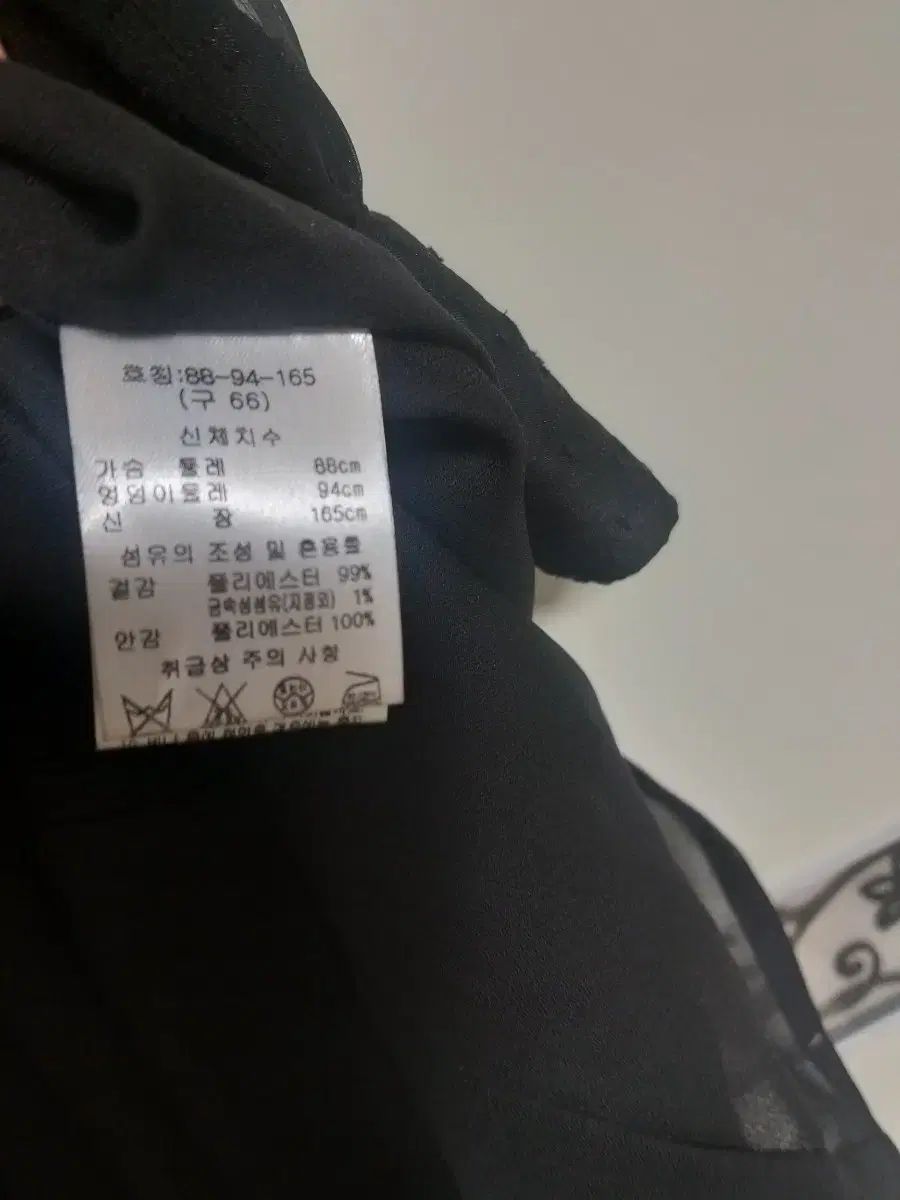 호칭:88-94-165
(구 66)
신체치수
가슴 둘레 88cm
엉덩이둘레 94cm
신 장 165cm
섬유의 조성 및 혼용률
겉감 폴리에스터 99%
금속성섬유(지중외) 1%
안감 폴리에스터 100%
취급상 주의 사항